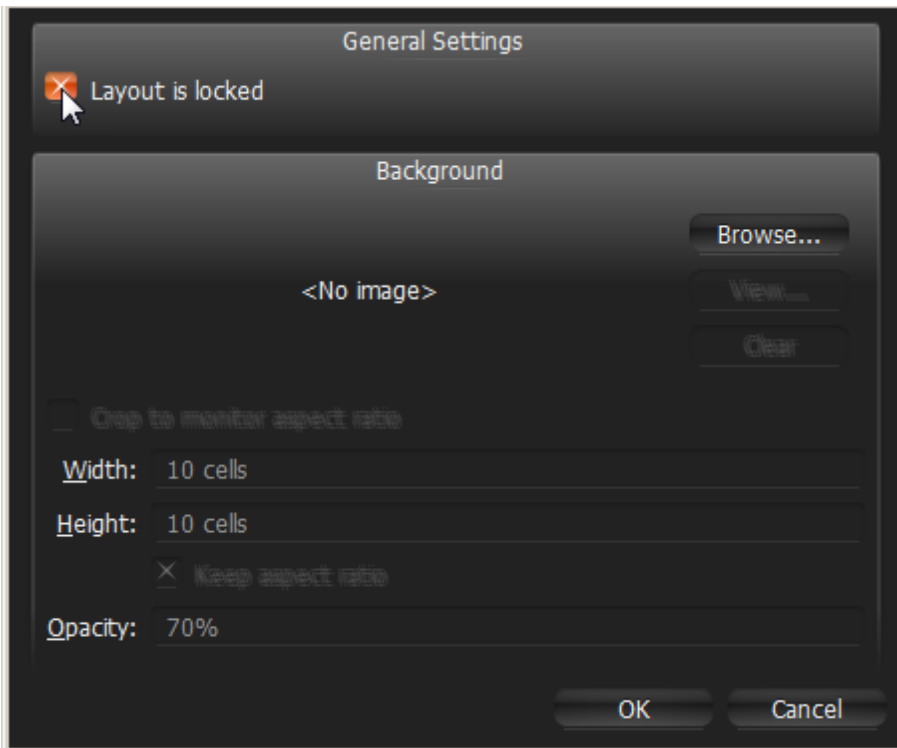 General Settings
Layout is locked
Background
Browse...
<No image>
View...
Clear
Crop to monitor aspect ratio
Width: 10 cells
Height: 10 cells
Keep aspect ratio
Opacity: 70%
OK Cancel